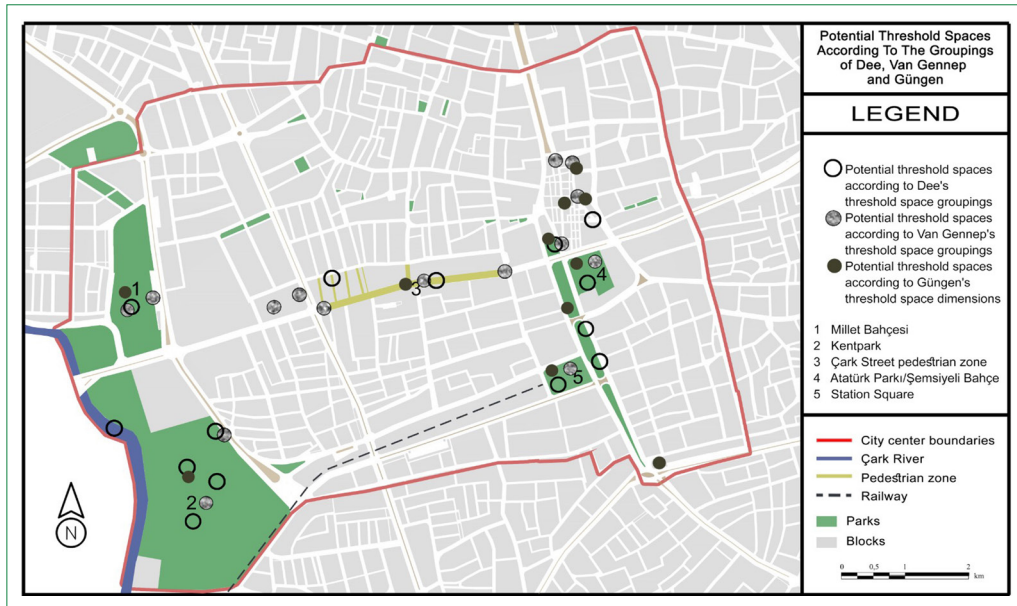 Potential Threshold Spaces
According To The Groupings
of Dee, Van Gennep
and Güngen
LEGEND
Potential threshold spaces
according to Dee's
threshold space groupings
Potential threshold spaces
according to Van Gennep's
threshold space groupings
Potential threshold spaces
according to Güngen's
threshold space dimensions
1 Millet Bahçesi
2 Kentpark
3 Çark Street pedestrian zone
4 Atatürk Parkı/Şemsiyeli Bahçe
5 Station Square
City center boundaries
Çark River
Pedestrian zone
Railway
Parks
Blocks
0 0,5 1 2
km
1
3
4
5
2
N